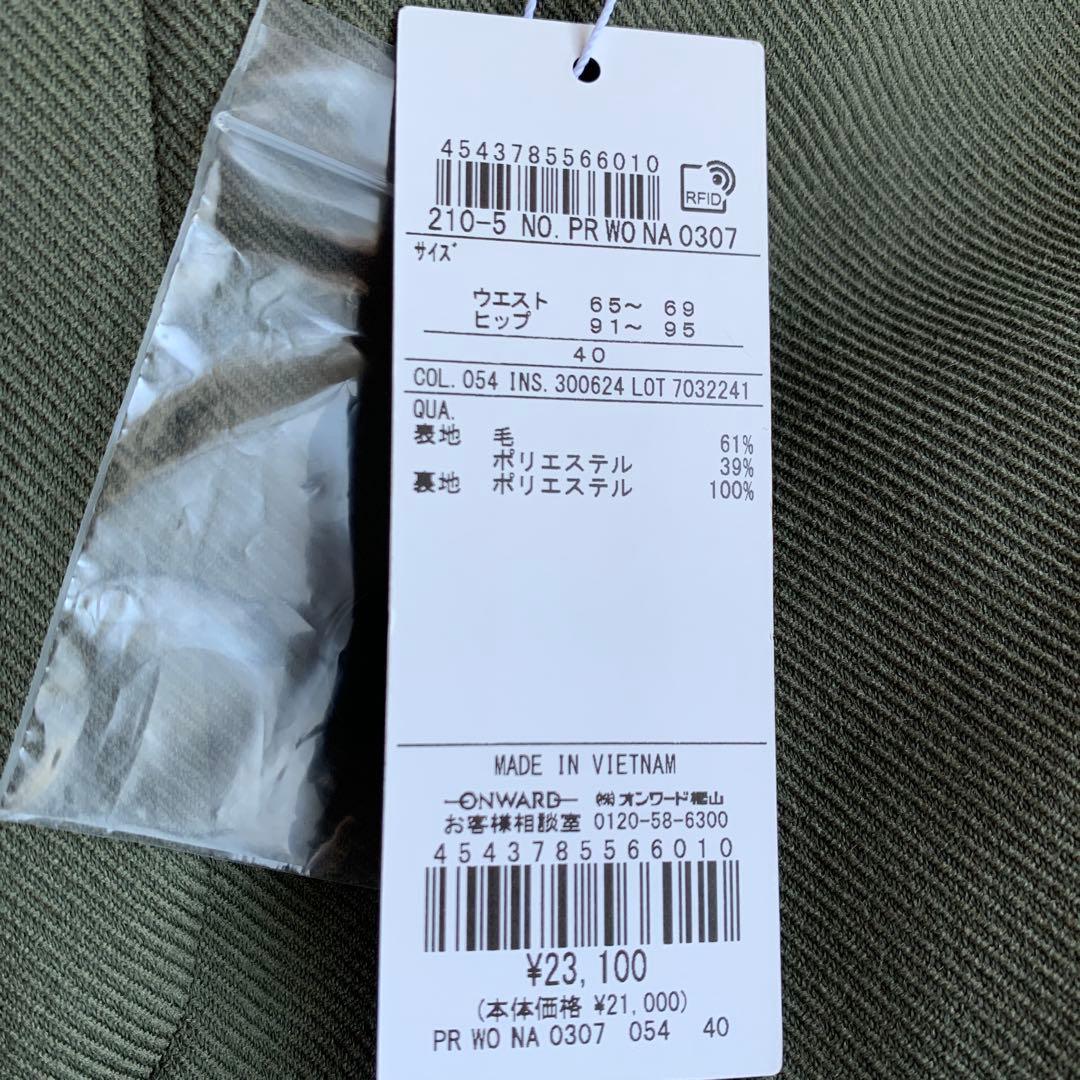 4543785566010
RFID
210-5 NO. PR WO NA 0307
サイズ
ウエスト 65～ 69
ヒップ 91～ 95
40
COL. 054 INS. 300624 LOT 7032241
QUA.
表地 毛 61%
ポリエステル 39%
裏地 ポリエステル 100%
MADE IN VIETNAM
ONWARD ㈱オンワード樫山
お客様相談室 0120-58-6300
4543785566010
¥23,100
(本体価格 ¥21,000)
PR WO NA 0307 054 40